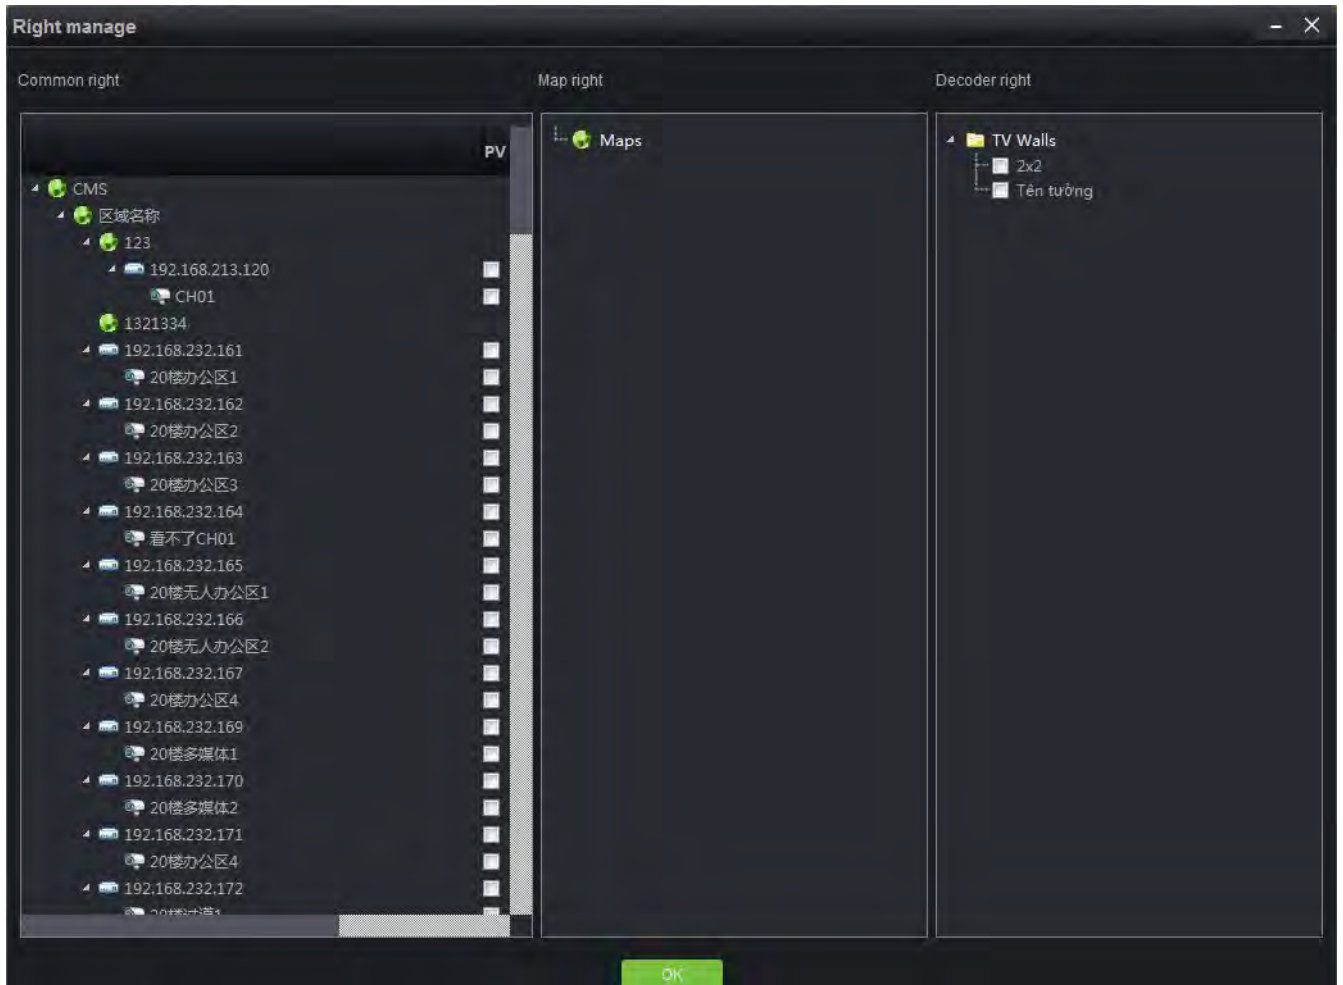 Right manage
Common right
Map right
Decoder right
PV
CMS
区域名称
123
192.168.213.120
CH01
1321334
192.168.232.161
20楼办公区1
192.168.232.162
20楼办公区2
192.168.232.163
20楼办公区3
192.168.232.164
看不了CH01
192.168.232.165
20楼无人办公区1
192.168.232.166
20楼无人办公区2
192.168.232.167
20楼办公区4
192.168.232.169
20楼多媒体1
192.168.232.170
20楼多媒体2
192.168.232.171
20楼办公区4
192.168.232.172
20楼过道1
Maps
TV Walls
2x2
Tên tường
OK